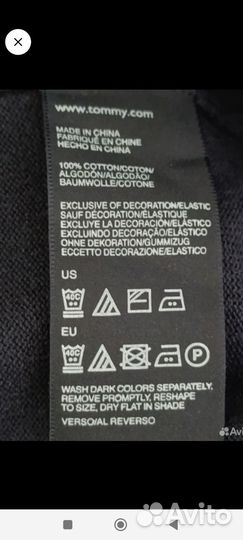 www.tommy.com
MADE IN CHINA
FABRIQUÉ EN CHINE
HECHO EN CHINA
100% COTTON/COTON/
ALGODÓN/ALGODÃO/
BAUMWOLLE/COTONE
EXCLUSIVE OF DECORATION/ELASTIC
SAUF DÉCORATION/ÉLASTIQUE
EXCLUYE LA DECORACIÓN/ELÁSTICO
EXCLUINDO DECORAÇÃO/ELÁSTICO
OHNE DEKORATION/GUMMIZUG
ECCETTO DECORAZIONE/ELASTICO
US
40C
EU
40C
P
WASH DARK COLORS SEPARATELY,
REMOVE PROMPTLY, RESHAPE
TO SIZE, DRY FLAT IN SHADE
VERSO/AL REVERSO
Avito
Avito